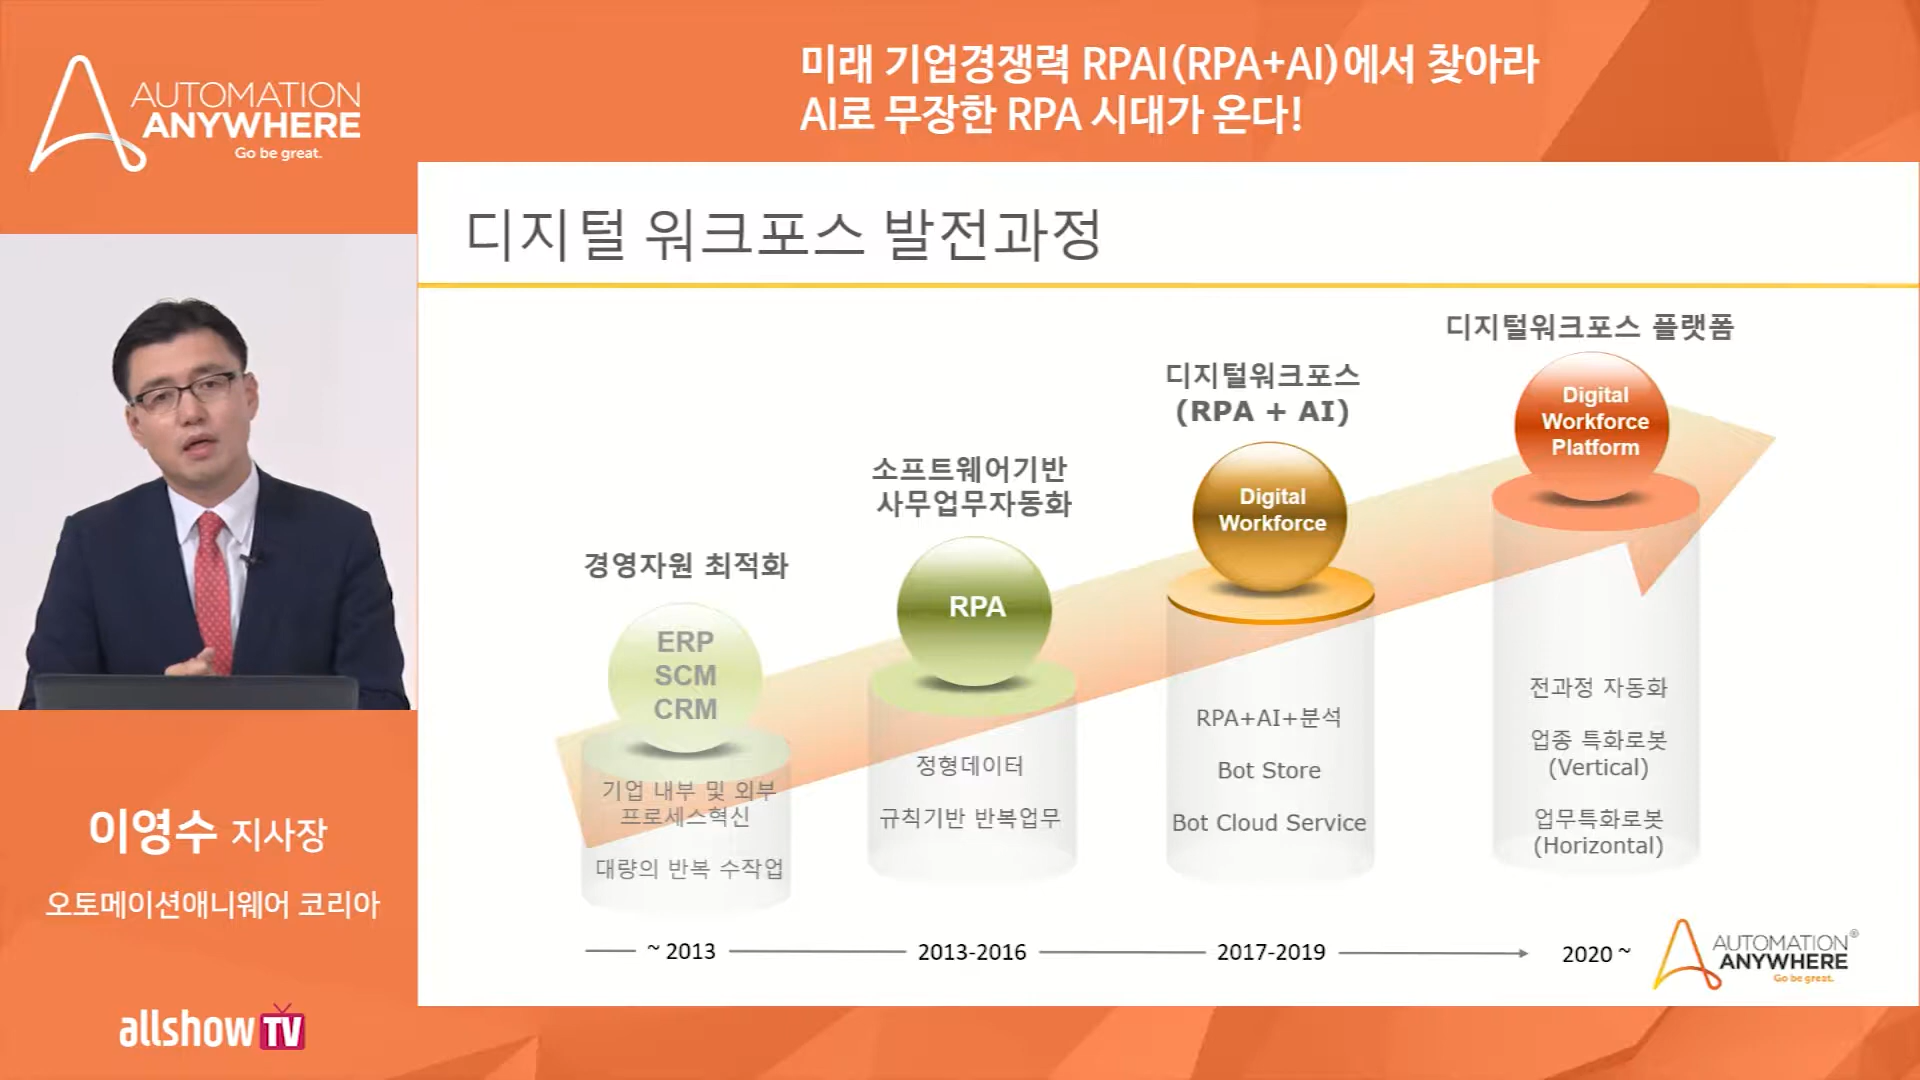 AUTOMATION
ANYWHERE
Go be great.
미래 기업경쟁력 RPAI(RPA+AI)에서 찾아라
AI로 무장한 RPA 시대가 온다!
디지털 워크포스 발전과정
경영자원 최적화
ERP
SCM
CRM
기업 내부 및 외부
프로세스혁신
대량의 반복 수작업
~ 2013
소프트웨어기반
사무업무자동화
RPA
정형데이터
규칙기반 반복업무
2013-2016
디지털워크포스
(RPA + AI)
Digital
Workforce
RPA+AI+분석
Bot Store
Bot Cloud Service
2017-2019
디지털워크포스 플랫폼
Digital
Workforce
Platform
전과정 자동화
업종 특화로봇
(Vertical)
업무특화로봇
(Horizontal)
2020 ~
AUTOMATION®
ANYWHERE
Go be great.
이영수 지사장
오토메이션애니웨어 코리아
allshowTV